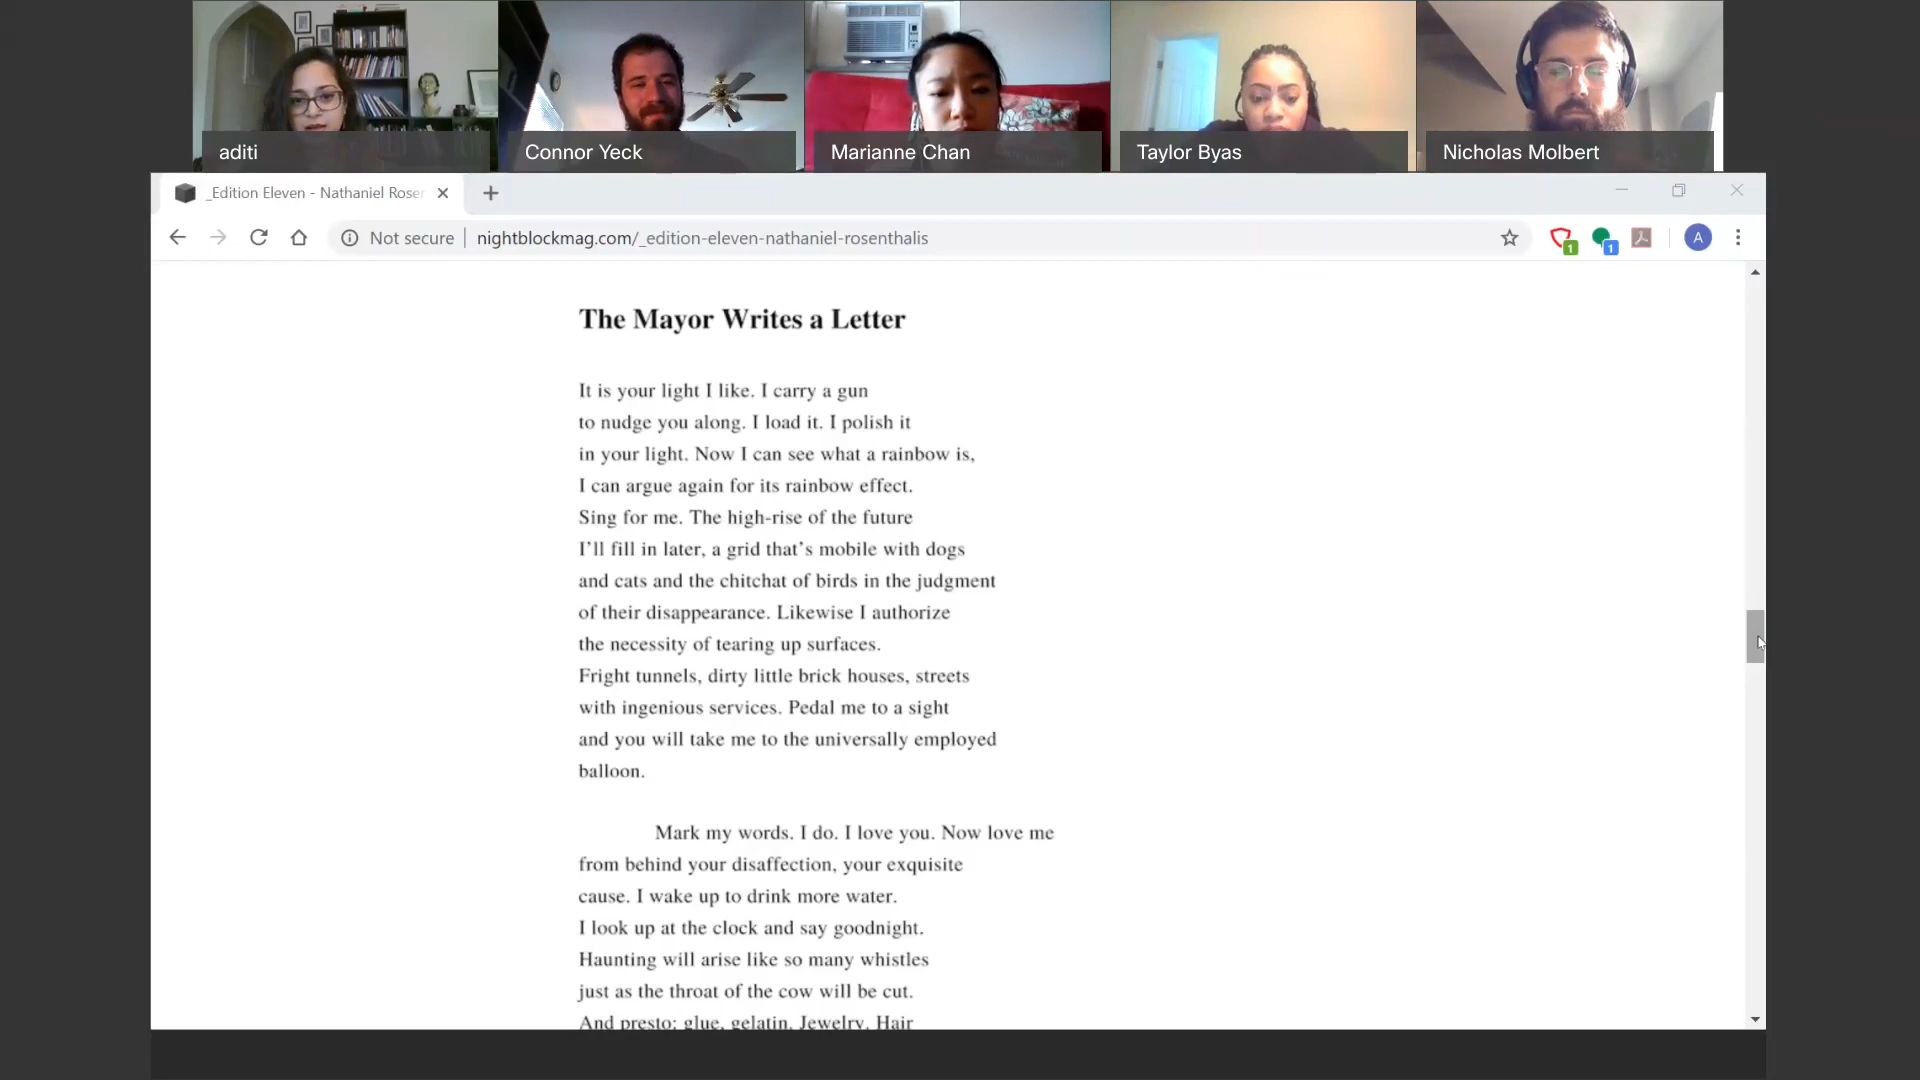 aditi
Connor Yeck
Marianne Chan
Taylor Byas
Nicholas Molbert
_Edition Eleven - Nathaniel Roser
Not secure
nightblockmag.com/_edition-eleven-nathaniel-rosenthalis
1
1
A
The Mayor Writes a Letter
It is your light I like. I carry a gun
to nudge you along. I load it. I polish it
in your light. Now I can see what a rainbow is,
I can argue again for its rainbow effect.
Sing for me. The high-rise of the future
I’ll fill in later, a grid that’s mobile with dogs
and cats and the chitchat of birds in the judgment
of their disappearance. Likewise I authorize
the necessity of tearing up surfaces.
Fright tunnels, dirty little brick houses, streets
with ingenious services. Pedal me to a sight
and you will take me to the universally employed
balloon.
Mark my words. I do. I love you. Now love me
from behind your disaffection, your exquisite
cause. I wake up to drink more water.
I look up at the clock and say goodnight.
Haunting will arise like so many whistles
just as the throat of the cow will be cut.
And presto: glue, gelatin. Jewelry. Hair